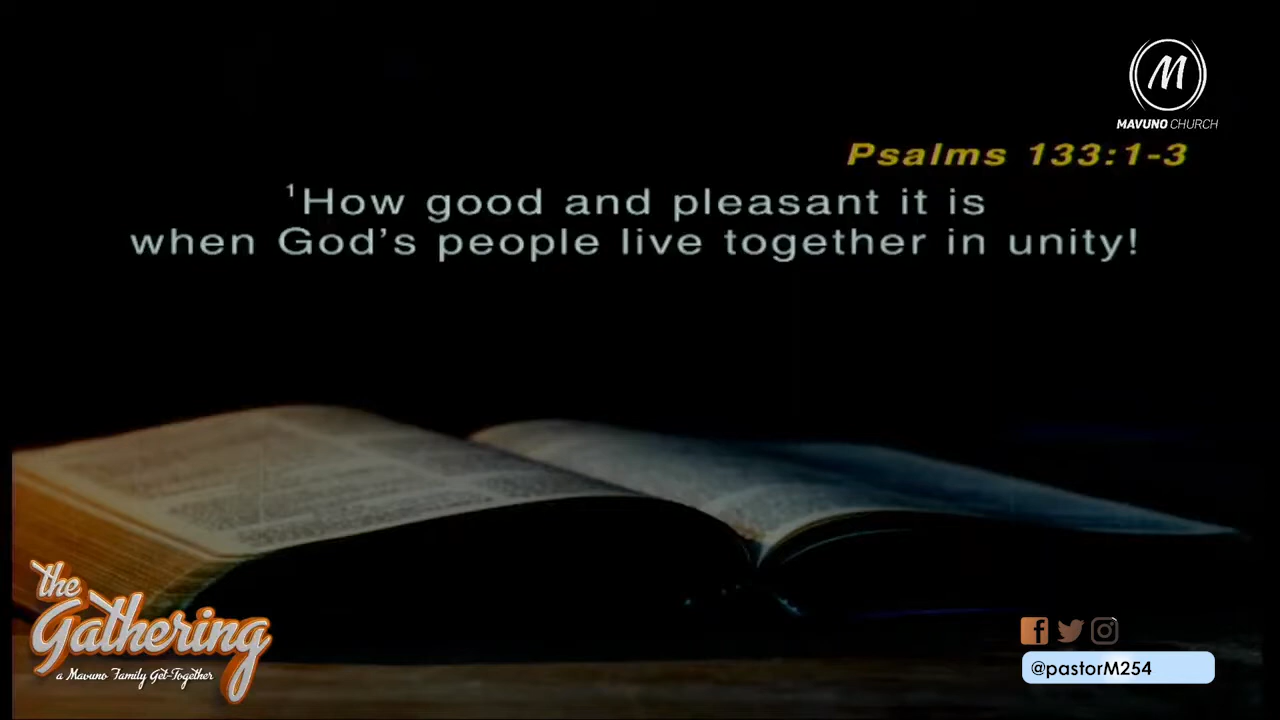 M
MAVUNO CHURCH
Psalms 133:1-3
¹How good and pleasant it is
when God’s people live together in unity!
the
Gathering
a Mavuno Family Get-Together
@pastorM254